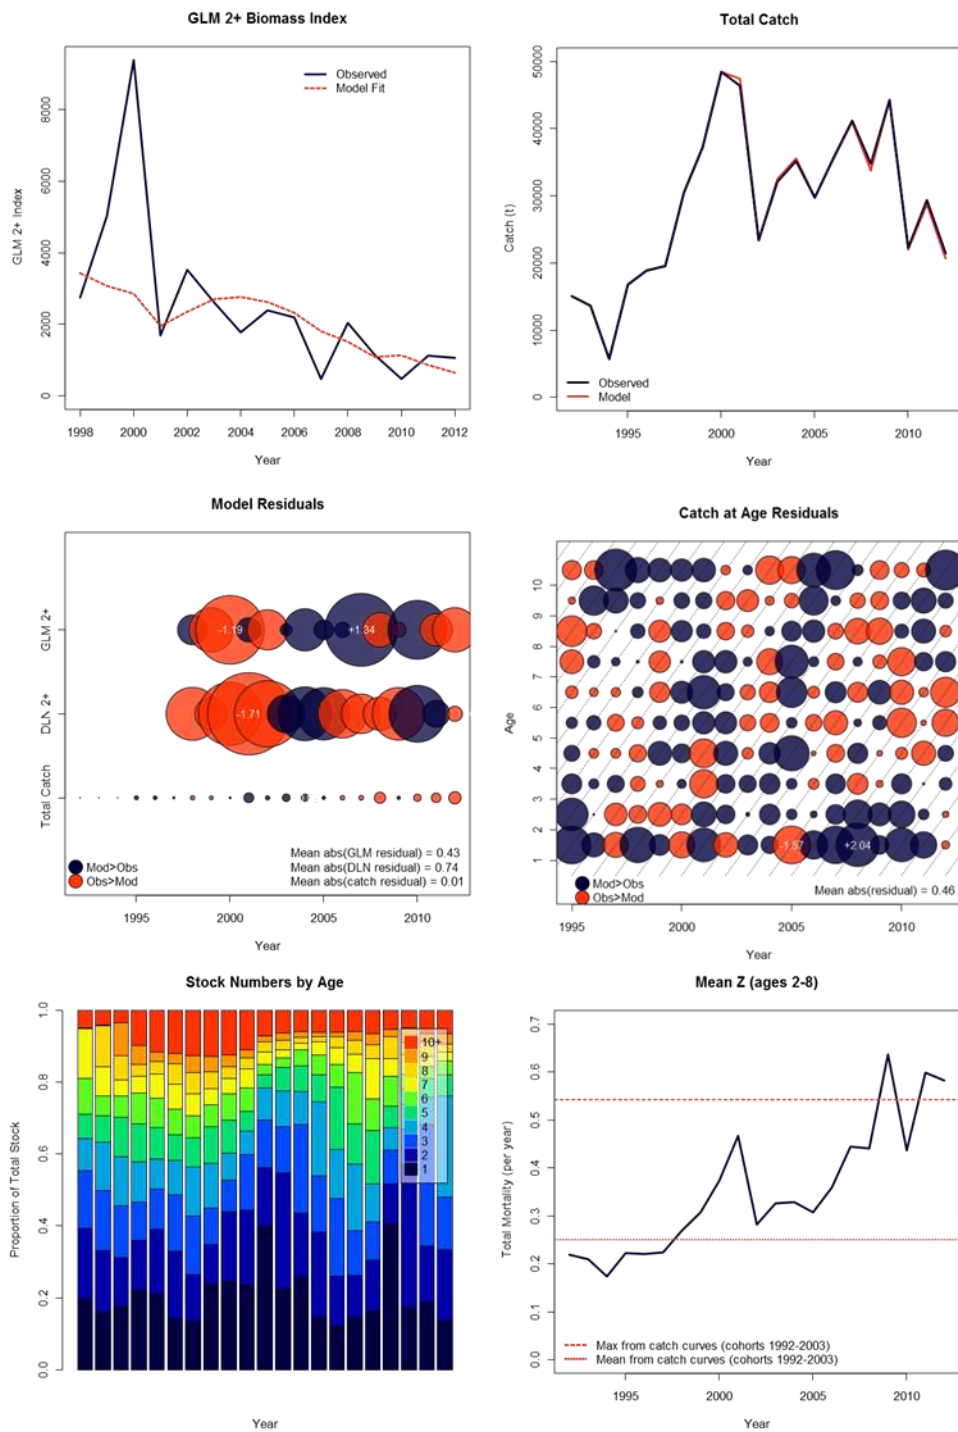 GLM 2+ Biomass Index
Observed
Model Fit
GLM 2+ Index
8000
6000
4000
2000
0
1998 2000 2002 2004 2006 2008 2010 2012
Year
Total Catch
Catch (t)
50000
40000
30000
20000
10000
0
Observed
Model
1995 2000 2005 2010
Year
Model Residuals
GLM 2+
DLN 2+
Total Catch
-1.19 +1.34
-1.71
Mean abs(GLM residual) = 0.43
Mod>Obs Mean abs(DLN residual) = 0.74
Obs>Mod Mean abs(catch residual) = 0.01
1995 2000 2005 2010
Year
Catch at Age Residuals
Age
10
9
8
7
6
5
4
3
2
1
-1.57 +2.04
Mod>Obs
Obs>Mod Mean abs(residual) = 0.46
1995 2000 2005 2010
Year
Stock Numbers by Age
Proportion of Total Stock
1.0
0.8
0.6
0.4
0.2
0.0
10+
9
8
7
6
5
4
3
2
1
Year
Mean Z (ages 2-8)
Total Mortality (per year)
0.7
0.6
0.5
0.4
0.3
0.2
0.1
0.0
Max from catch curves (cohorts 1992-2003)
Mean from catch curves (cohorts 1992-2003)
1995 2000 2005 2010
Year